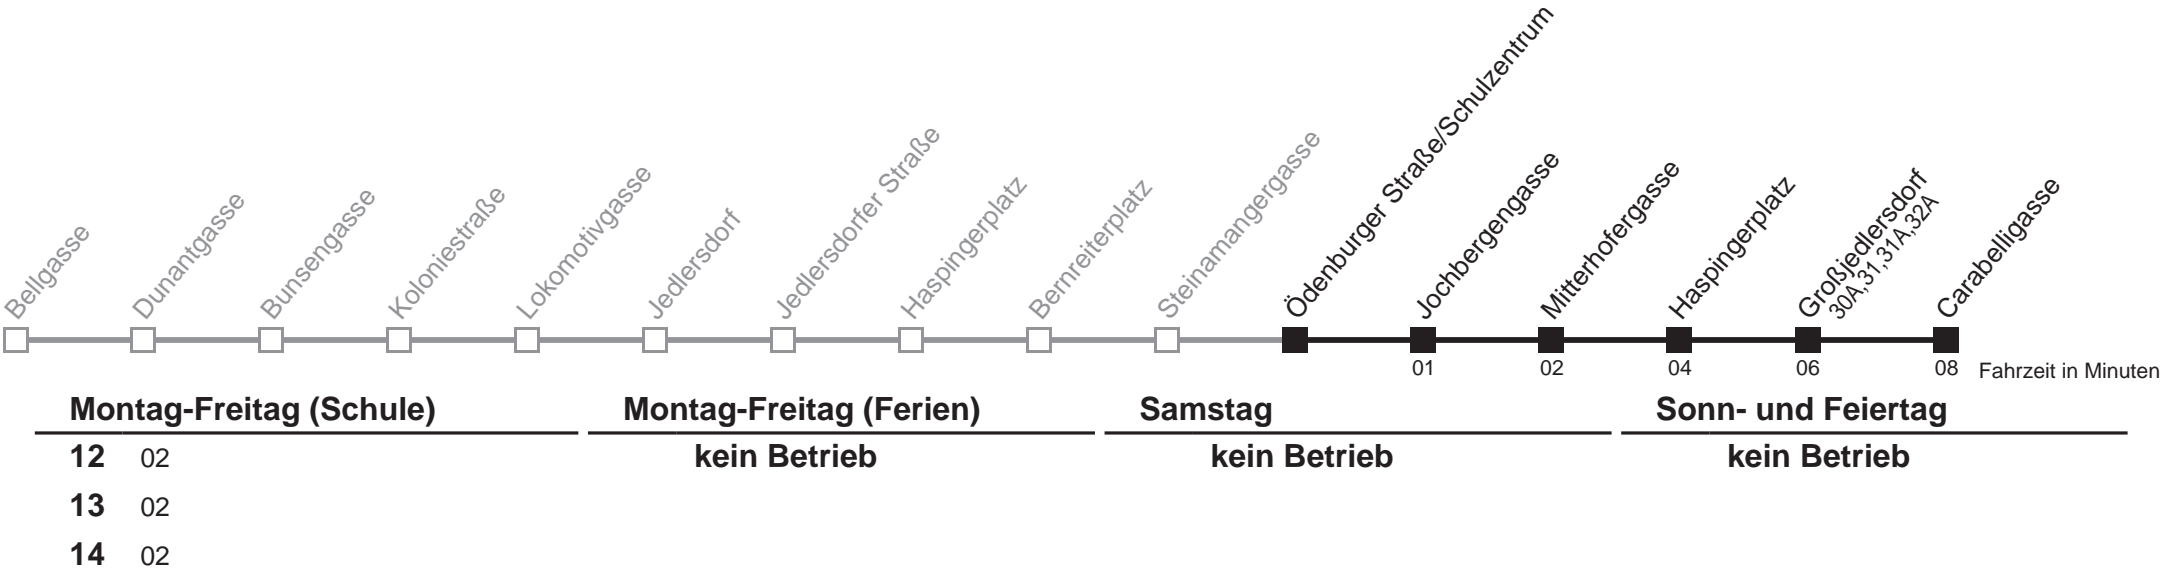 Bellgasse
Dunantgasse
Bunsengasse
Koloniestraße
Lokomotivgasse
Jedlersdorf
Jedlersdorfer Straße
Haspingerplatz
Bernreiterplatz
Steinamangergasse
Ödenburger Straße/Schulzentrum
Jochbergengasse
Mitterhofergasse
Haspingerplatz
Großjedlersdorf
30A,31,31A,32A
Carabelligasse
01 02 04 06 08 Fahrzeit in Minuten
Montag-Freitag (Schule) Montag-Freitag (Ferien) Samstag Sonn- und Feiertag
12 02 kein Betrieb kein Betrieb kein Betrieb
13 02
14 02